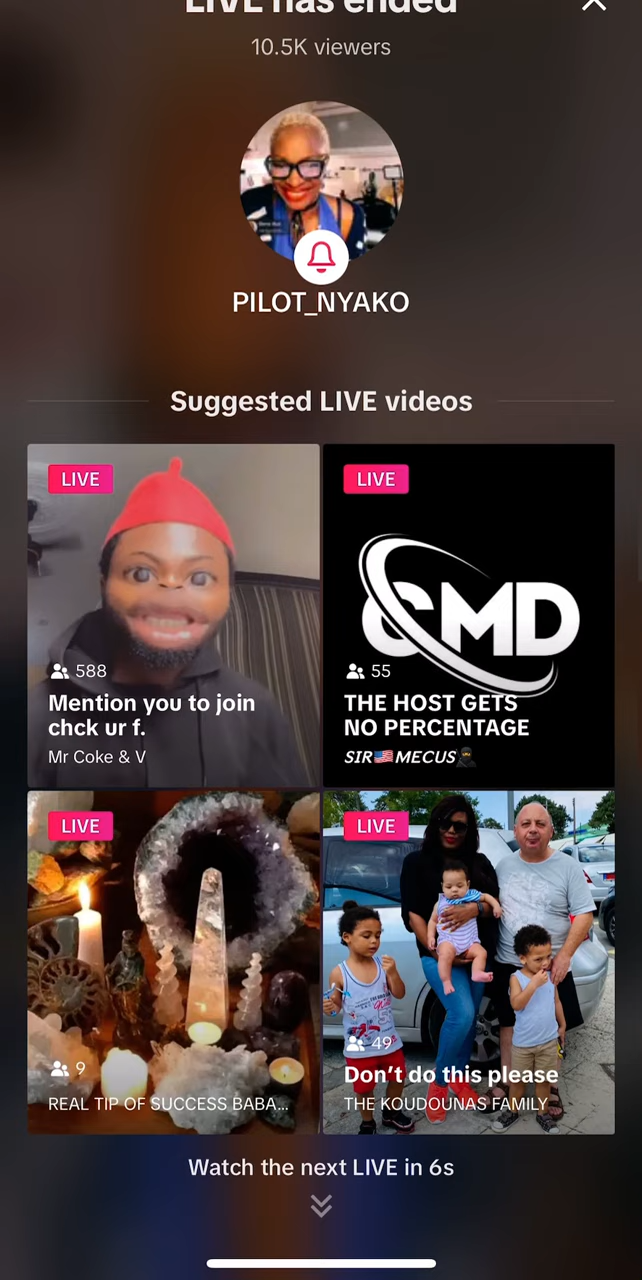 LIVE has ended
10.5K viewers
PILOT_NYAKO
Suggested LIVE videos
LIVE
588
Mention you to join
chck ur f.
Mr Coke & V
LIVE
CMD
55
THE HOST GETS
NO PERCENTAGE
SIR🇺🇸MECUS🥷🏿
LIVE
9
REAL TIP OF SUCCESS BABA...
LIVE
49
Don't do this please
THE KOUDOUNAS FAMILY
Watch the next LIVE in 6s